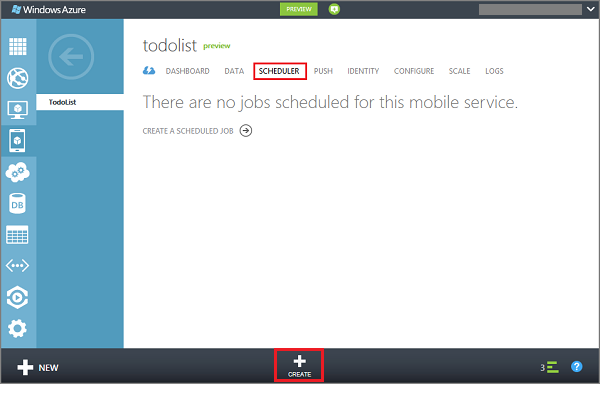 Windows Azure PREVIEW
todolist preview
DASHBOARD DATA SCHEDULER PUSH IDENTITY CONFIGURE SCALE LOGS
There are no jobs scheduled for this mobile service.
TodoList
CREATE A SCHEDULED JOB
DB
NEW CREATE 3 ?